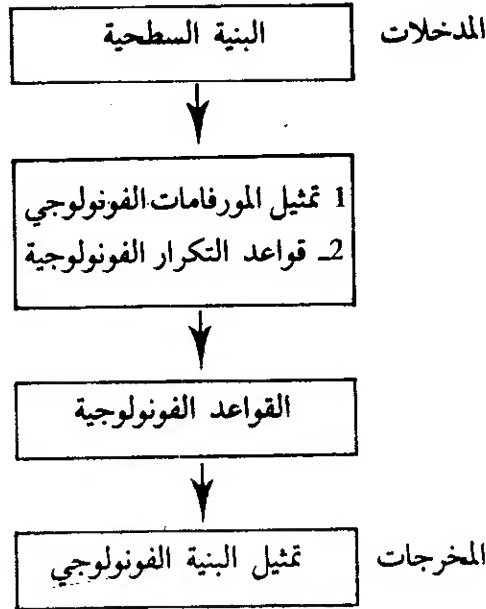 المدخلات البنية السطحية
1 تمثيل المورفامات الفونولوجي
2ـ قواعد التكرار الفونولوجية
القواعد الفونولوجية
المخرجات تمثيل البنية الفونولوجي